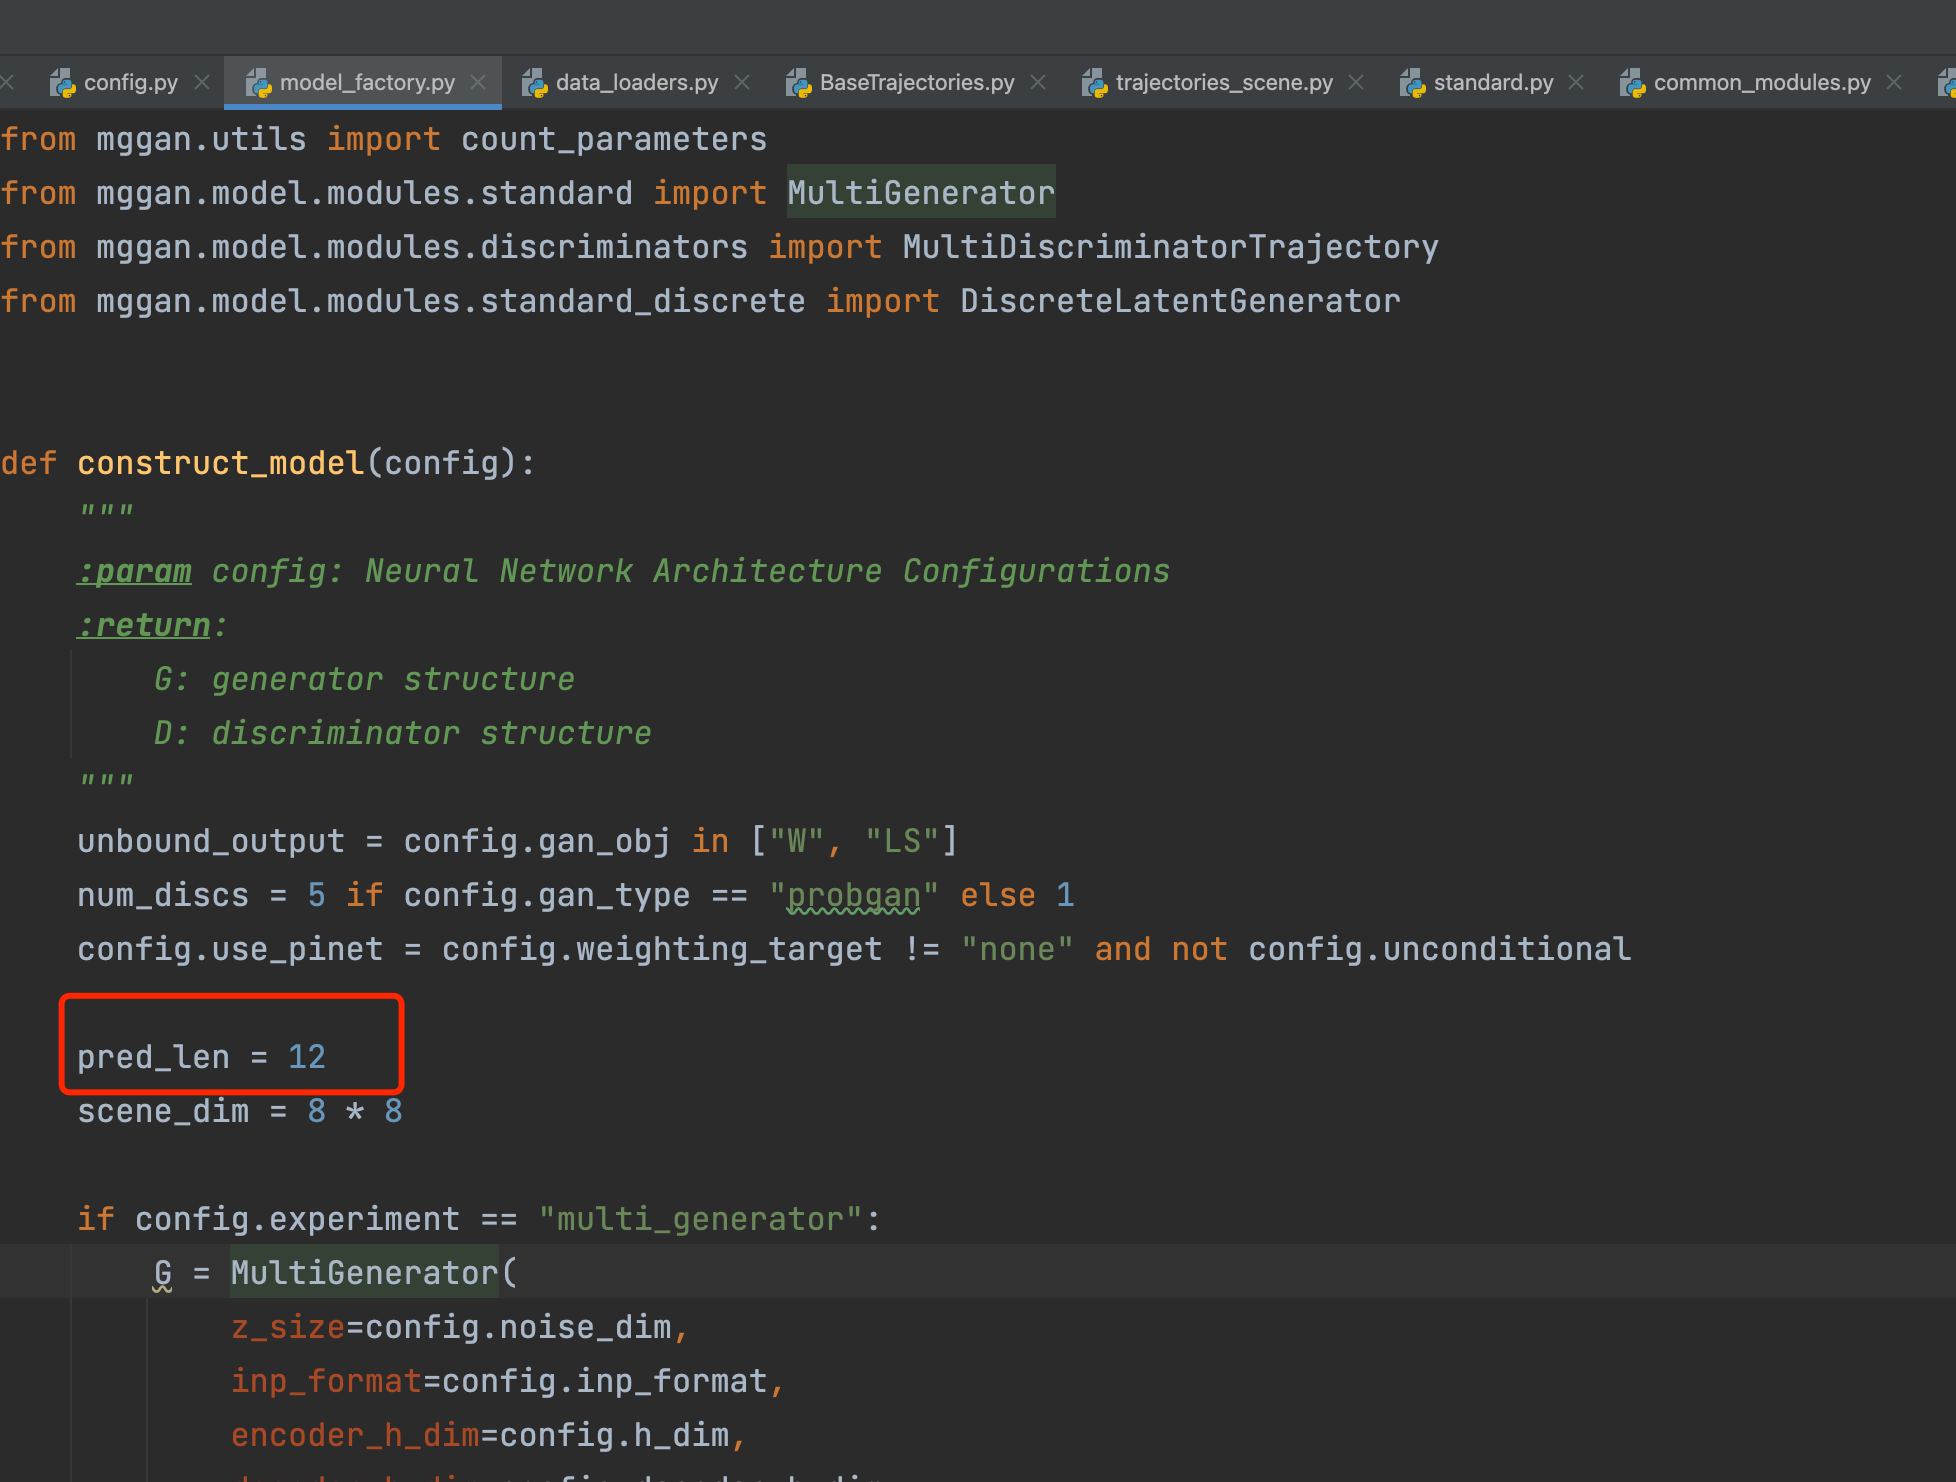 config.py model_factory.py data_loaders.py BaseTrajectories.py trajectories_scene.py standard.py common_modules.py
from mggan.utils import count_parameters
from mggan.model.modules.standard import MultiGenerator
from mggan.model.modules.discriminators import MultiDiscriminatorTrajectory
from mggan.model.modules.standard_discrete import DiscreteLatentGenerator
def construct_model(config):
"""
:param config: Neural Network Architecture Configurations
:return:
G: generator structure
D: discriminator structure
"""
unbound_output = config.gan_obj in ["W", "LS"]
num_discs = 5 if config.gan_type == "probgan" else 1
config.use_pinet = config.weighting_target != "none" and not config.unconditional
pred_len = 12
scene_dim = 8 * 8
if config.experiment == "multi_generator":
G = MultiGenerator(
z_size=config.noise_dim,
inp_format=config.inp_format,
encoder_h_dim=config.h_dim,